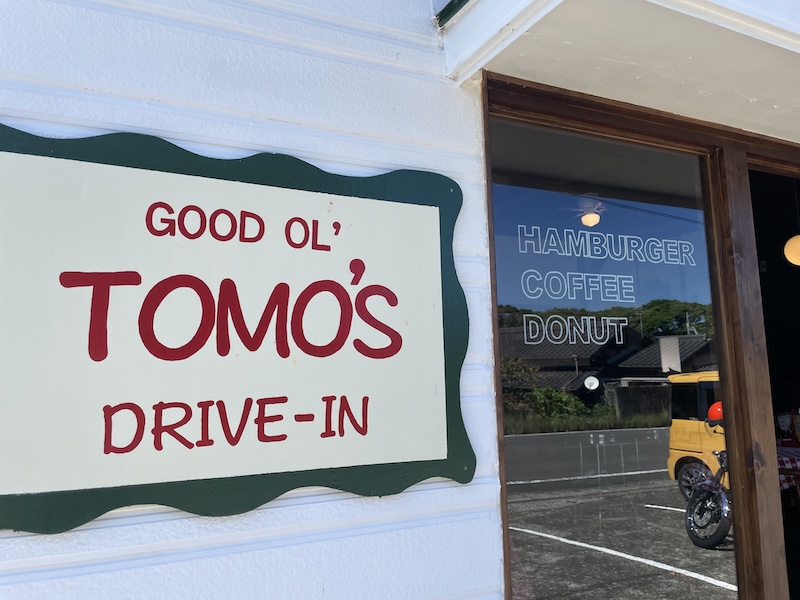 GOOD OL'
TOMO'S
DRIVE-IN
HAMBURGER
COFFEE
DONUT